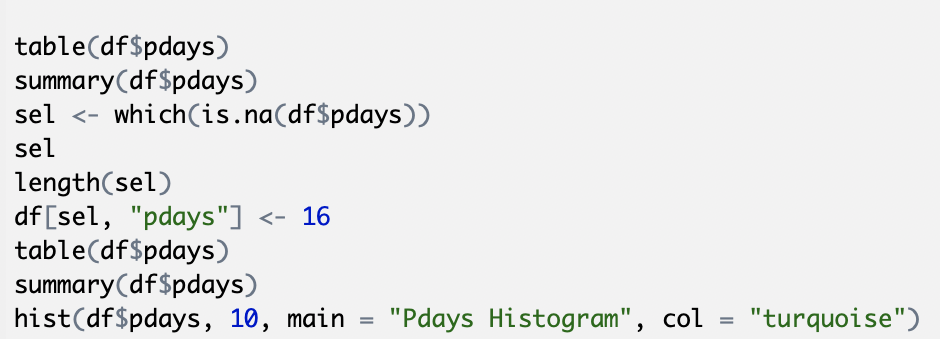 table(df$pdays)
summary(df$pdays)
sel <- which(is.na(df$pdays))
sel
length(sel)
df[sel, "pdays"] <- 16
table(df$pdays)
summary(df$pdays)
hist(df$pdays, 10, main = "Pdays Histogram", col = "turquoise")